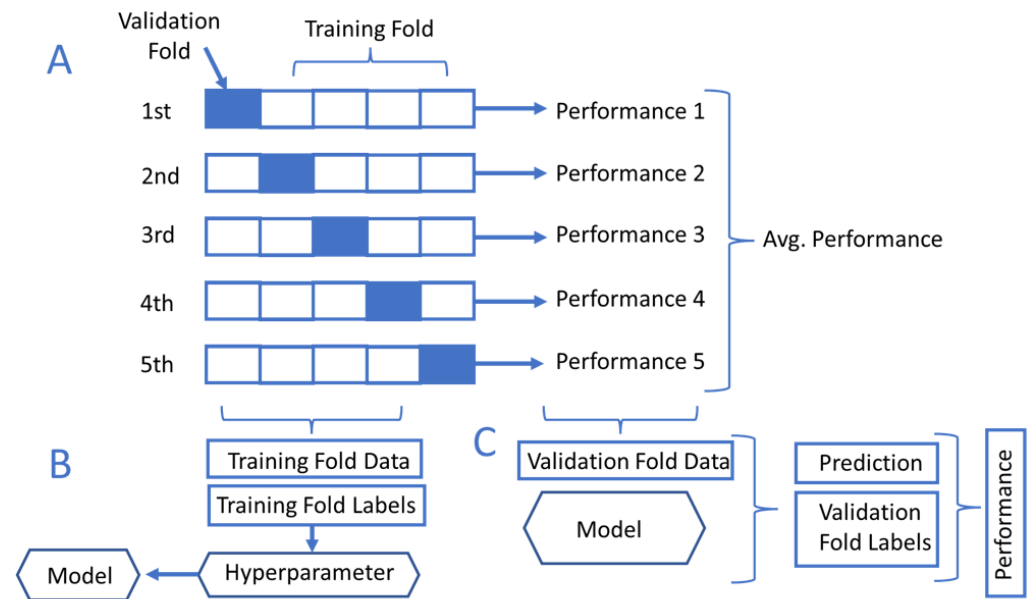 A
Validation
Fold
Training Fold
1st
Performance 1
2nd
Performance 2
3rd
Performance 3
Avg. Performance
4th
Performance 4
5th
Performance 5
B
Training Fold Data
Training Fold Labels
Model
Hyperparameter
C
Validation Fold Data
Model
Prediction
Validation
Fold Labels
Performance